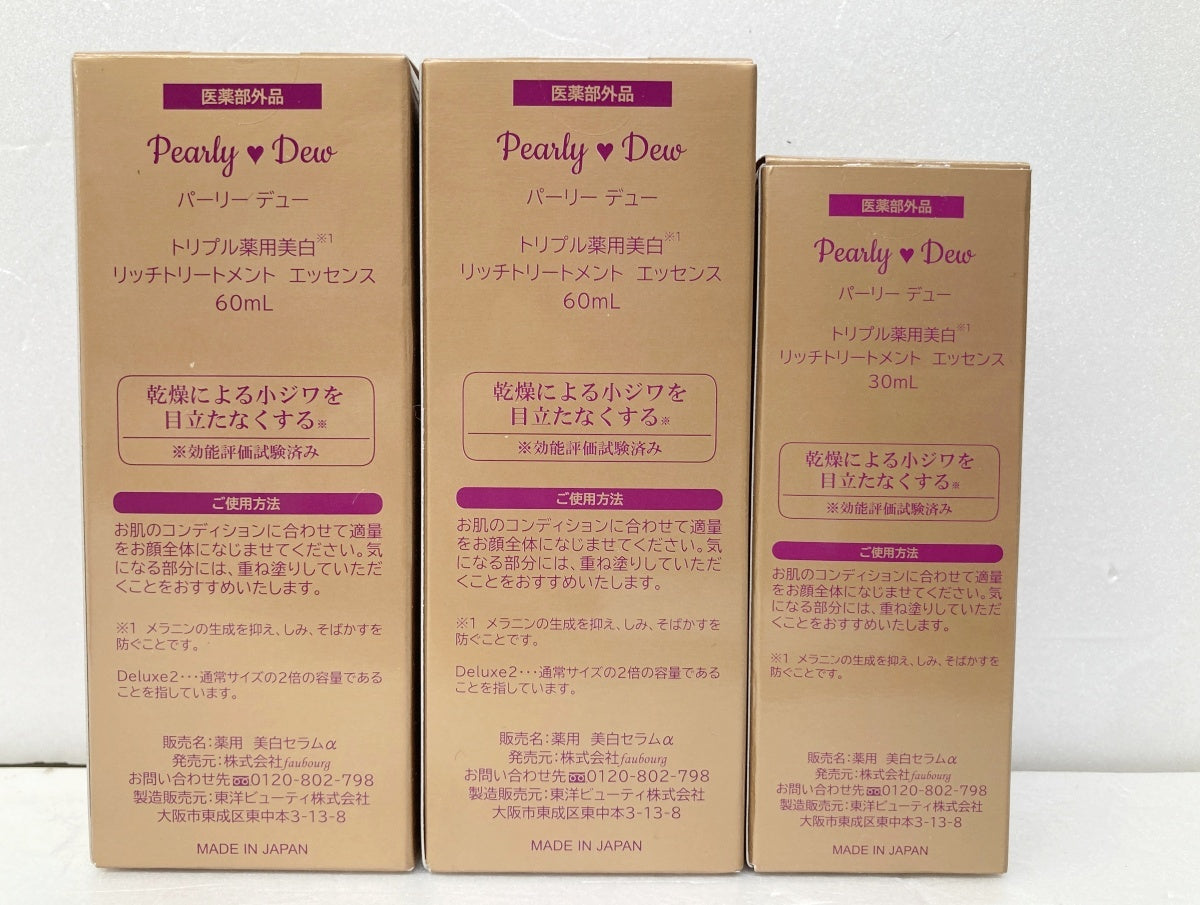 医薬部外品
Pearly ♥ Dew
パーリー デュー
トリプル薬用美白※1
リッチトリートメント エッセンス
60mL
乾燥による小ジワを
目立たなくする※
※効能評価試験済み
ご使用方法
お肌のコンディションに合わせて適量
をお顔全体になじませてください。気
になる部分には、重ね塗りしていただ
くことをおすすめいたします。
※1 メラニンの生成を抑え、しみ、そばかすを
防ぐことです。
Deluxe2･･･通常サイズの2倍の容量である
ことを指しています。
販売名：薬用 美白セラムα
発売元：株式会社faubourg
お問い合わせ先 0120-802-798
製造販売元：東洋ビューティ株式会社
大阪市東成区東中本3-13-8
MADE IN JAPAN
医薬部外品
Pearly ♥ Dew
パーリー デュー
トリプル薬用美白※1
リッチトリートメント エッセンス
60mL
乾燥による小ジワを
目立たなくする※
※効能評価試験済み
ご使用方法
お肌のコンディションに合わせて適量
をお顔全体になじませてください。気
になる部分には、重ね塗りしていただ
くことをおすすめいたします。
※1 メラニンの生成を抑え、しみ、そばかすを
防ぐことです。
Deluxe2･･･通常サイズの2倍の容量である
ことを指しています。
販売名：薬用 美白セラムα
発売元：株式会社faubourg
お問い合わせ先 0120-802-798
製造販売元：東洋ビューティ株式会社
大阪市東成区東中本3-13-8
MADE IN JAPAN
医薬部外品
Pearly ♥ Dew
パーリー デュー
トリプル薬用美白※1
リッチトリートメント エッセンス
30mL
乾燥による小ジワを
目立たなくする※
※効能評価試験済み
ご使用方法
お肌のコンディションに合わせて適量
をお顔全体になじませてください。気
になる部分には、重ね塗りしていただ
くことをおすすめいたします。
※1 メラニンの生成を抑え、しみ、そばかすを
防ぐことです。
販売名：薬用 美白セラムα
発売元：株式会社faubourg
お問い合わせ先 0120-802-798
製造販売元：東洋ビューティ株式会社
大阪市東成区東中本3-13-8
MADE IN JAPAN